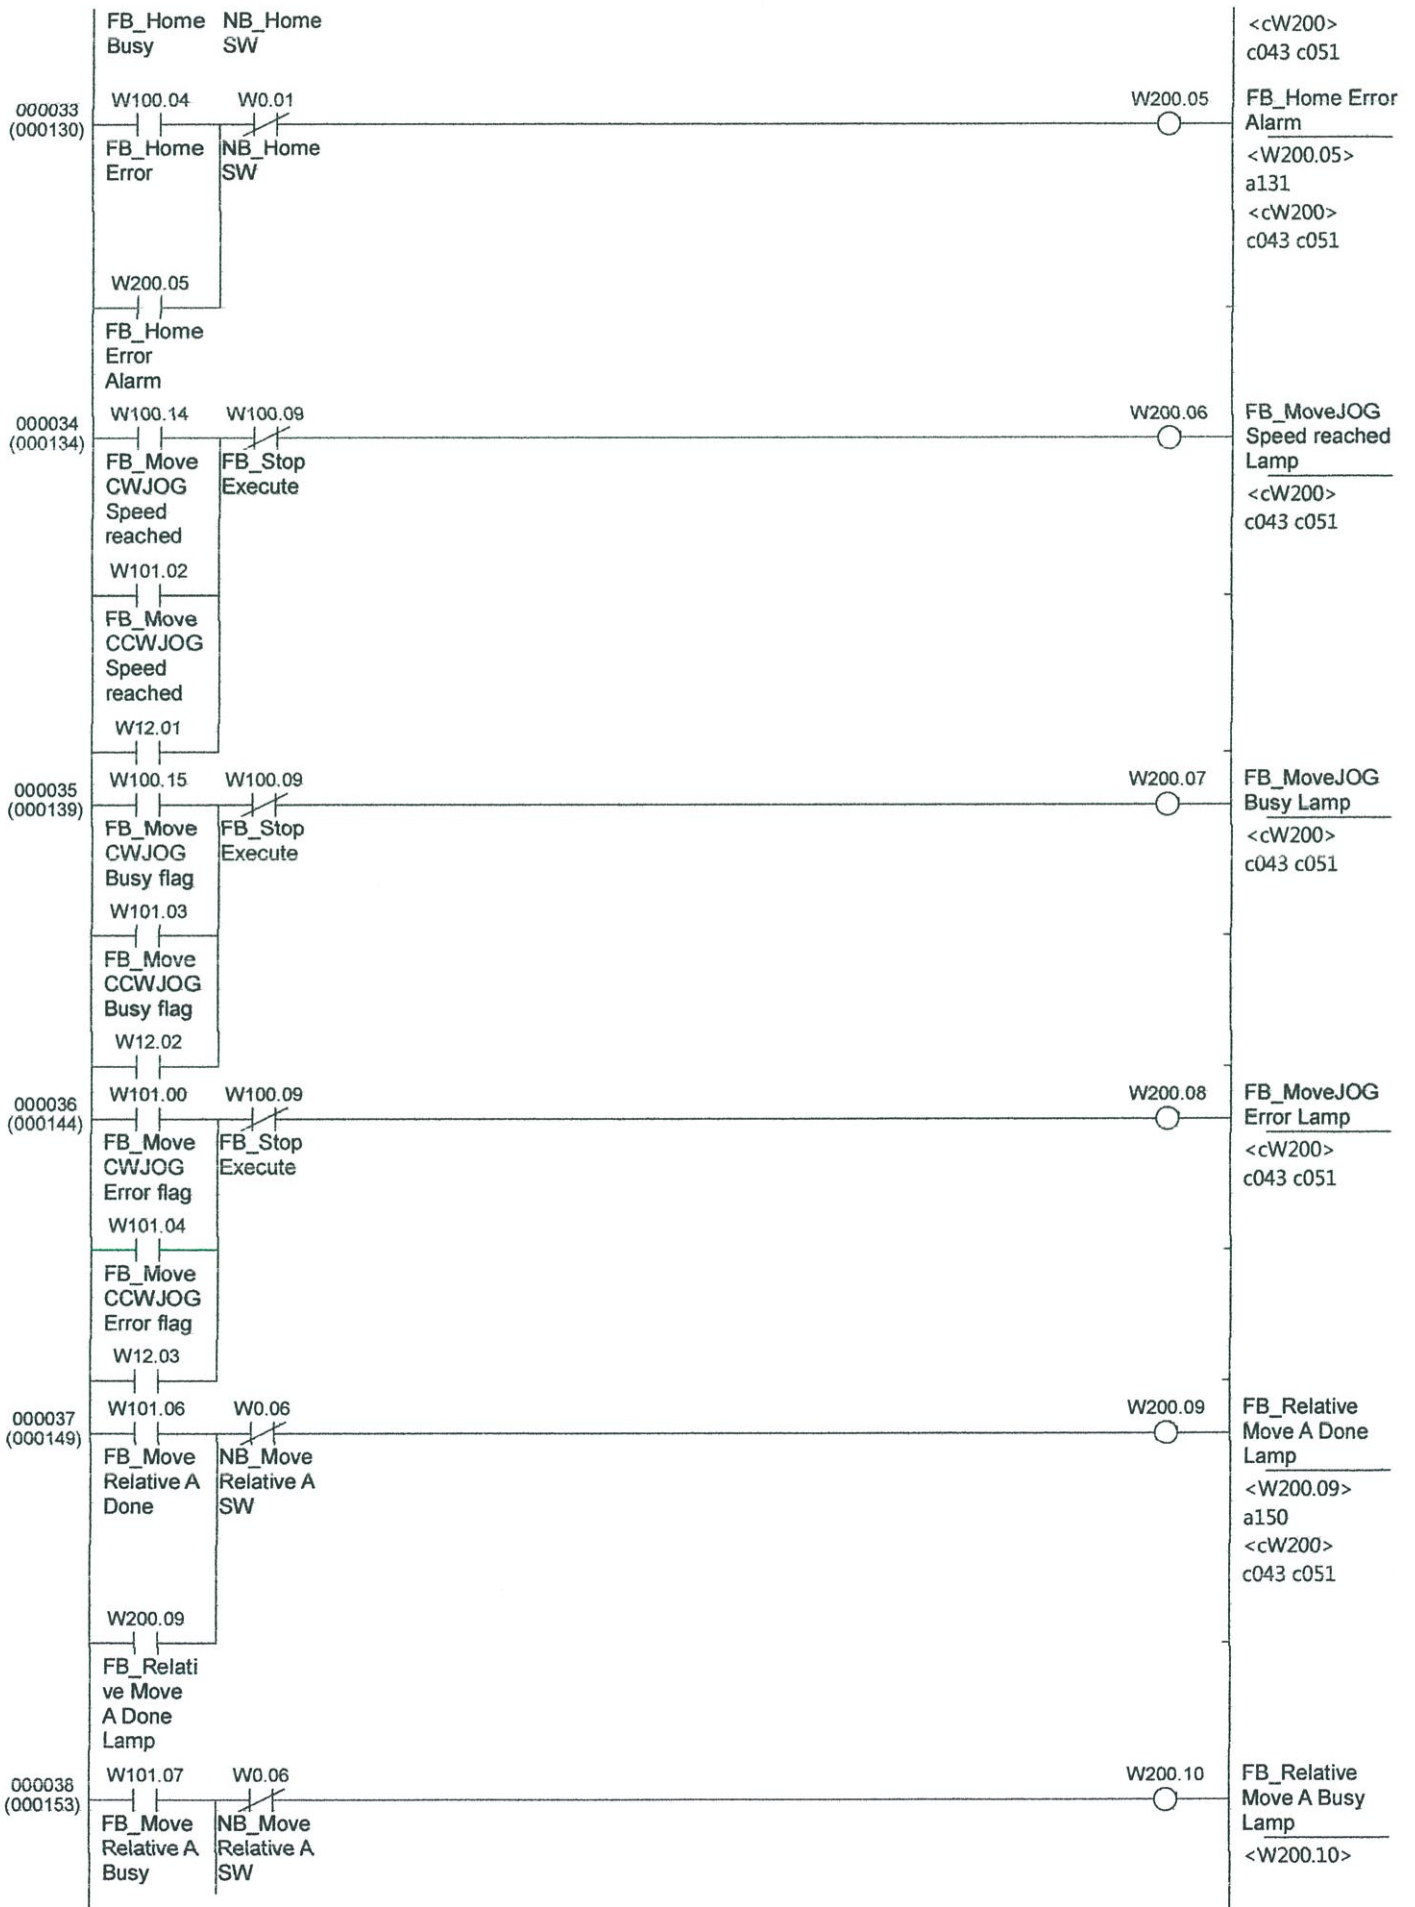 FB_Home NB_Home
Busy SW
<cW200>
c043 c051
000033
(000130)
W100.04 W0.01 W200.05
FB_Home Error
Alarm
FB_Home NB_Home
Error SW
<W200.05>
a131
<cW200>
c043 c051
W200.05
FB_Home
Error
Alarm
000034
(000134)
W100.14 W100.09 W200.06
FB_MoveJOG
Speed reached
Lamp
FB_Move FB_Stop
CWJOG Execute
Speed
reached
<cW200>
c043 c051
W101.02
FB_Move
CCWJOG
Speed
reached
W12.01
000035
(000139)
W100.15 W100.09 W200.07
FB_MoveJOG
Busy Lamp
FB_Move FB_Stop
CWJOG Execute
Busy flag
<cW200>
c043 c051
W101.03
FB_Move
CCWJOG
Busy flag
W12.02
000036
(000144)
W101.00 W100.09 W200.08
FB_MoveJOG
Error Lamp
FB_Move FB_Stop
CWJOG Execute
Error flag
<cW200>
c043 c051
W101.04
FB_Move
CCWJOG
Error flag
W12.03
000037
(000149)
W101.06 W0.06 W200.09
FB_Relative
Move A Done
Lamp
FB_Move NB_Move
Relative A Relative A
Done SW
<W200.09>
a150
<cW200>
c043 c051
W200.09
FB_Relati
ve Move
A Done
Lamp
000038
(000153)
W101.07 W0.06 W200.10
FB_Relative
Move A Busy
Lamp
FB_Move NB_Move
Relative A Relative A
Busy SW
<W200.10>